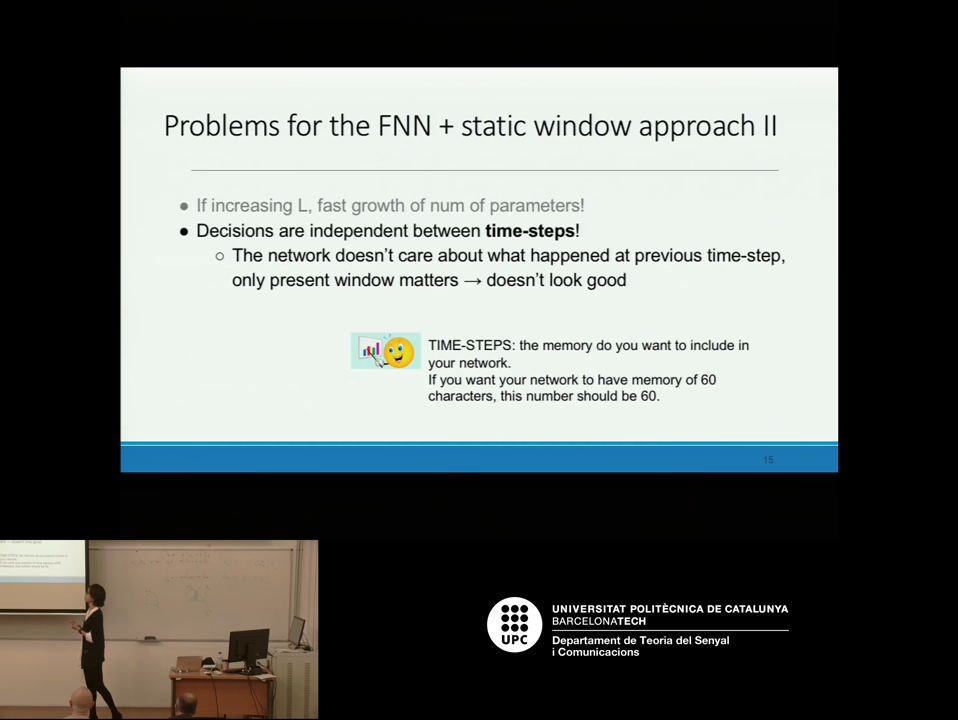 Problems for the FNN + static window approach II
● If increasing L, fast growth of num of parameters!
● Decisions are independent between time-steps!
○ The network doesn't care about what happened at previous time-step,
only present window matters → doesn't look good
TIME-STEPS: the memory do you want to include in
your network.
If you want your network to have memory of 60
characters, this number should be 60.
15
UPC
UNIVERSITAT POLITÈCNICA DE CATALUNYA
BARCELONATECH
Departament de Teoria del Senyal
i Comunicacions